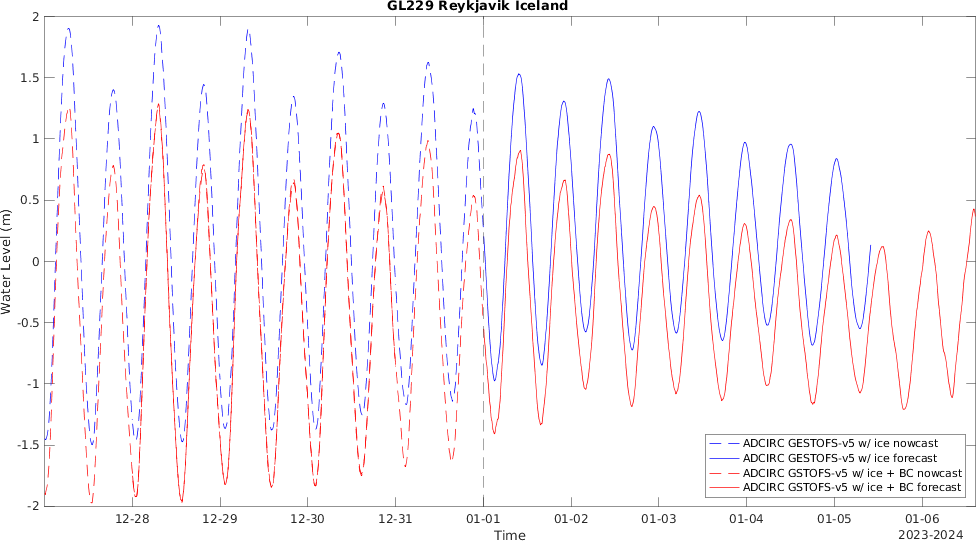 GL229 Reykjavik Iceland
2
1.5
1
0.5
0
-0.5
-1
-1.5
-2
Water Level (m)
12-28 12-29 12-30 12-31 01-01 01-02 01-03 01-04 01-05 01-06
Time
2023-2024
ADCIRC GESTOFS-v5 w/ ice nowcast
ADCIRC GESTOFS-v5 w/ ice forecast
ADCIRC GSTOFS-v5 w/ ice + BC nowcast
ADCIRC GSTOFS-v5 w/ ice + BC forecast